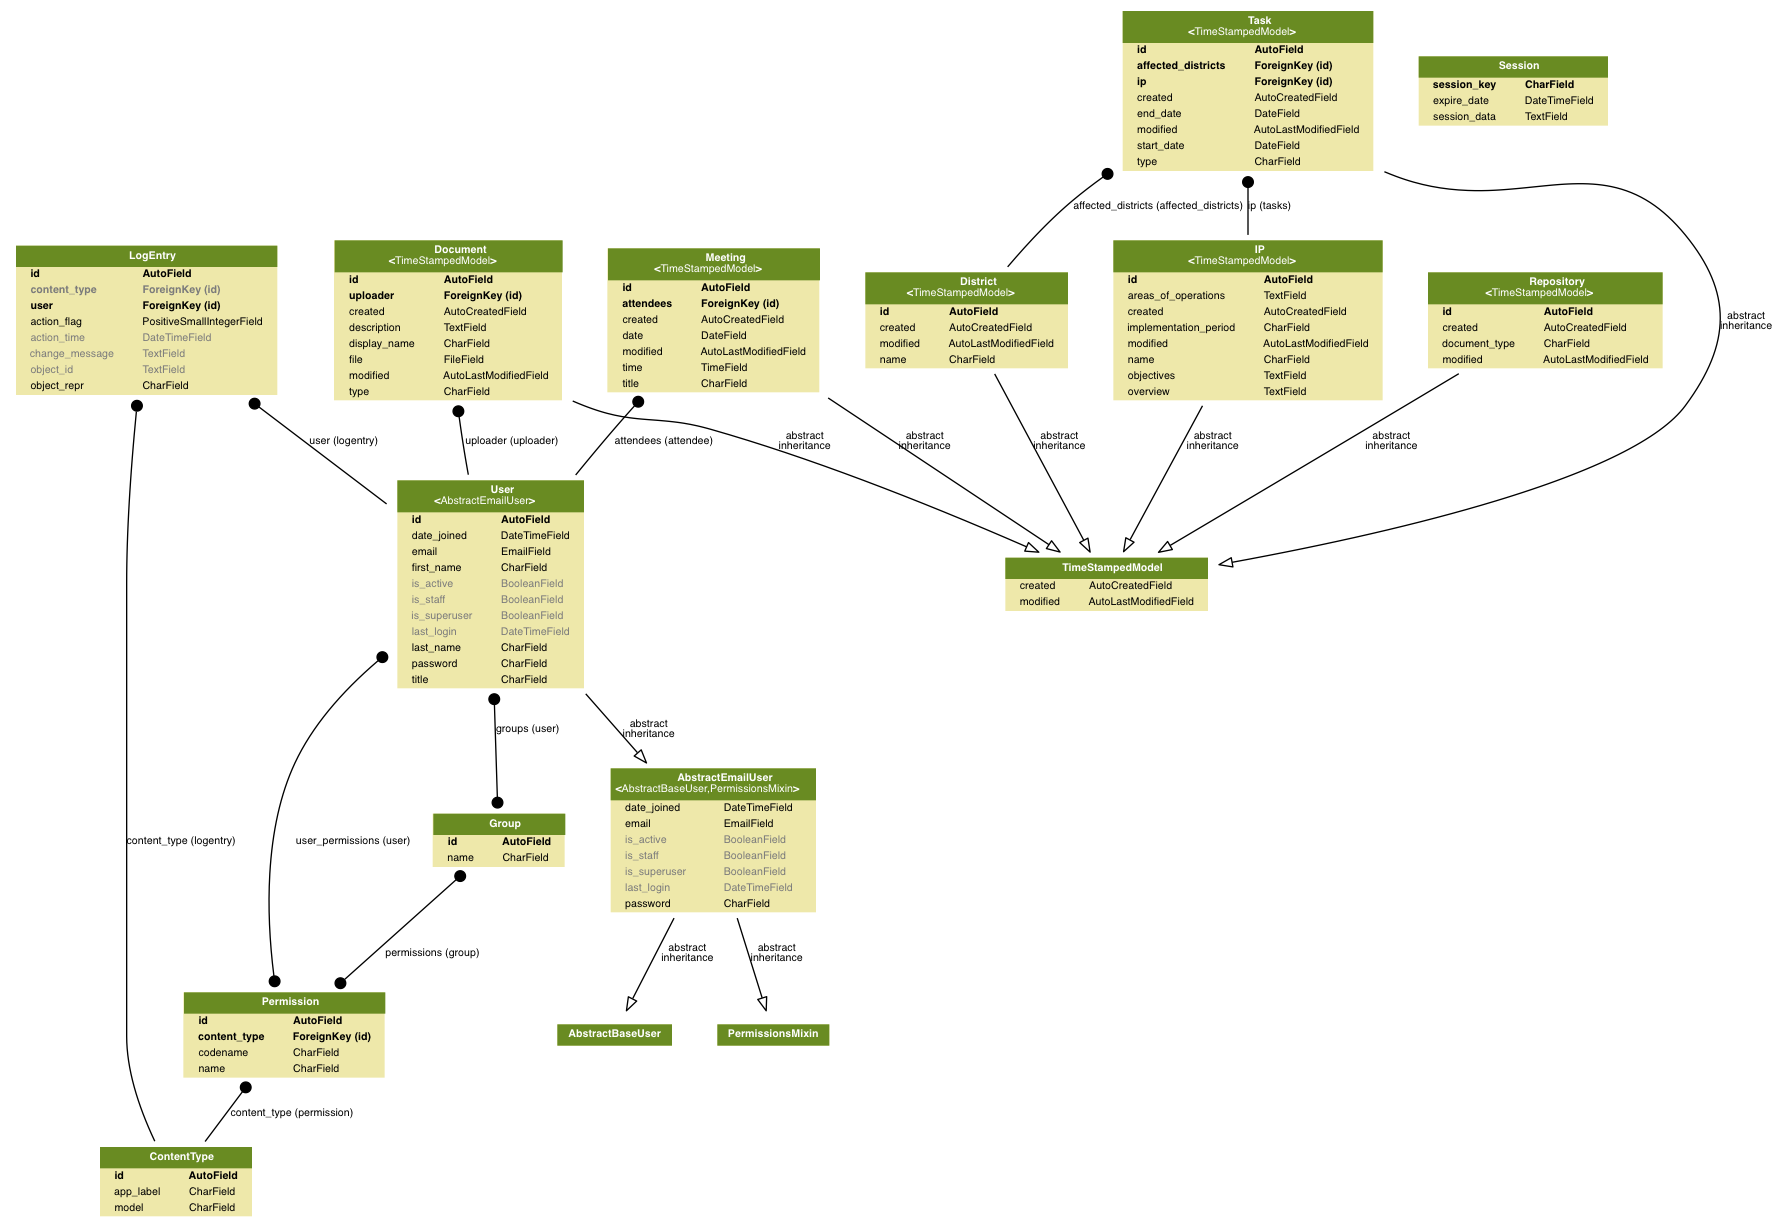 Task
<TimeStampedModel>
id AutoField
affected_districts ForeignKey (id)
ip ForeignKey (id)
created AutoCreatedField
end_date DateField
modified AutoLastModifiedField
start_date DateField
type CharField
Session
session_key CharField
expire_date DateTimeField
session_data TextField
affected_districts (affected_districts)
ip (tasks)
LogEntry
id AutoField
content_type ForeignKey (id)
user ForeignKey (id)
action_flag PositiveSmallIntegerField
action_time DateTimeField
change_message TextField
object_id TextField
object_repr CharField
Document
<TimeStampedModel>
id AutoField
uploader ForeignKey (id)
created AutoCreatedField
description TextField
display_name CharField
file FileField
modified AutoLastModifiedField
type CharField
Meeting
<TimeStampedModel>
id AutoField
attendees ForeignKey (id)
created AutoCreatedField
date DateField
modified AutoLastModifiedField
time TimeField
title CharField
District
<TimeStampedModel>
id AutoField
created AutoCreatedField
modified AutoLastModifiedField
name CharField
IP
<TimeStampedModel>
id AutoField
areas_of_operations TextField
created AutoCreatedField
implementation_period CharField
modified AutoLastModifiedField
name CharField
objectives TextField
overview TextField
Repository
<TimeStampedModel>
id AutoField
created AutoCreatedField
document_type CharField
modified AutoLastModifiedField
abstract
inheritance
user (logentry)
uploader (uploader)
attendees (attendee)
abstract
inheritance
abstract
inheritance
abstract
inheritance
abstract
inheritance
abstract
inheritance
User
<AbstractEmailUser>
id AutoField
date_joined DateTimeField
email EmailField
first_name CharField
is_active BooleanField
is_staff BooleanField
is_superuser BooleanField
last_login DateTimeField
last_name CharField
password CharField
title CharField
TimeStampedModel
created AutoCreatedField
modified AutoLastModifiedField
groups (user)
abstract
inheritance
AbstractEmailUser
<AbstractBaseUser,PermissionsMixin>
date_joined DateTimeField
email EmailField
is_active BooleanField
is_staff BooleanField
is_superuser BooleanField
last_login DateTimeField
password CharField
Group
id AutoField
name CharField
content_type (logentry)
user_permissions (user)
permissions (group)
abstract
inheritance
abstract
inheritance
Permission
id AutoField
content_type ForeignKey (id)
codename CharField
name CharField
AbstractBaseUser
PermissionsMixin
content_type (permission)
ContentType
id AutoField
app_label CharField
model CharField